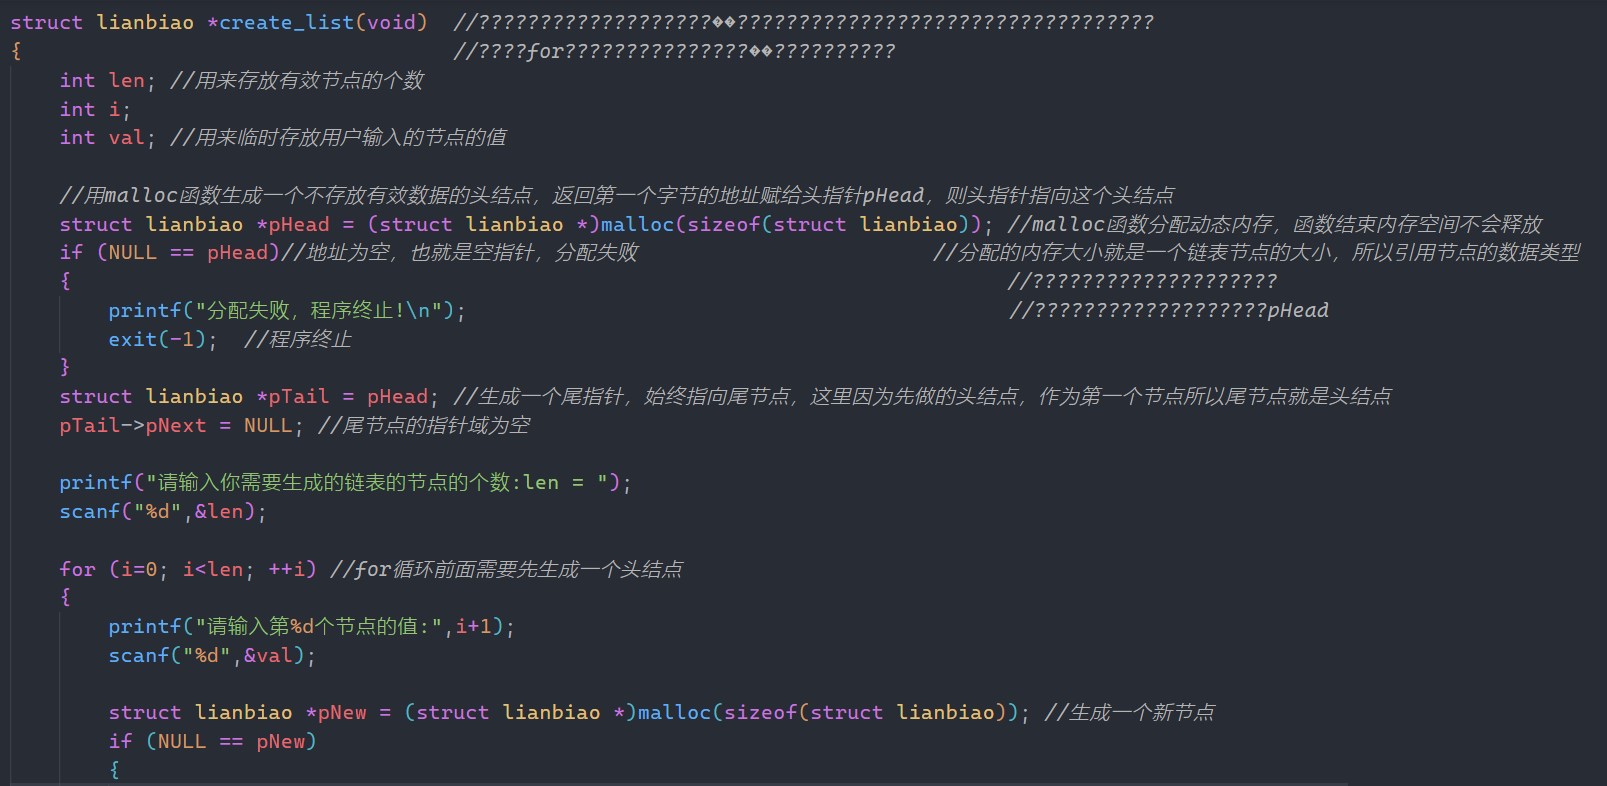 struct lianbiao *create_list(void)  //???????????????????��??????????????????????????????????
{                                   //????for???????????????��??????????
    int len; //用来存放有效节点的个数
    int i;
    int val; //用来临时存放用户输入的节点的值
    //用malloc函数生成一个不存放有效数据的头结点，返回第一个字节的地址赋给头指针pHead，则头指针指向这个头结点
    struct lianbiao *pHead = (struct lianbiao *)malloc(sizeof(struct lianbiao)); //malloc函数分配动态内存，函数结束内存空间不会释放
    if (NULL == pHead)//地址为空，也就是空指针，分配失败                        //分配的内存大小就是一个链表节点的大小，所以引用节点的数据类型
    {                                                                            //????????????????????
        printf("分配失败，程序终止!\n");                                            //???????????????????pHead
        exit(-1);  //程序终止
    }
    struct lianbiao *pTail = pHead; //生成一个尾指针，始终指向尾节点，这里因为先做的头结点，作为第一个节点所以尾节点就是头结点
    pTail->pNext = NULL; //尾节点的指针域为空
    printf("请输入你需要生成的链表的节点的个数:len = ");
    scanf("%d",&len);
    for (i=0; i<len; ++i) //for循环前面需要先生成一个头结点
    {
        printf("请输入第%d个节点的值:",i+1);
        scanf("%d",&val);
        struct lianbiao *pNew = (struct lianbiao *)malloc(sizeof(struct lianbiao)); //生成一个新节点
        if (NULL == pNew)
        {